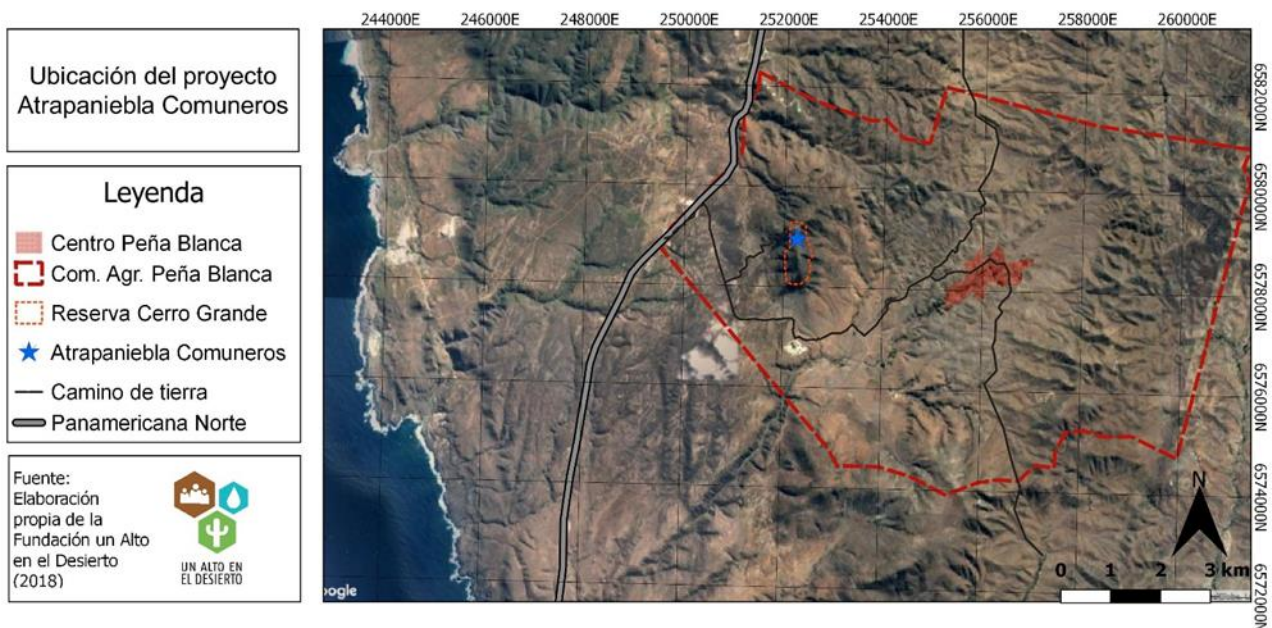 Ubicación del proyecto
Atrapaniebla Comuneros
Leyenda
Centro Peña Blanca
Com. Agr. Peña Blanca
Reserva Cerro Grande
Atrapaniebla Comuneros
Camino de tierra
Panamericana Norte
Fuente:
Elaboración
propia de la
Fundación un Alto
en el Desierto
(2018)
UN ALTO EN
EL DESIERTO
244000E 246000E 248000E 250000E 252000E 254000E 256000E 258000E 260000E
6582000N
6580000N
6578000N
6576000N
6574000N
6572000N
N
0 1 2 3 km
oogle